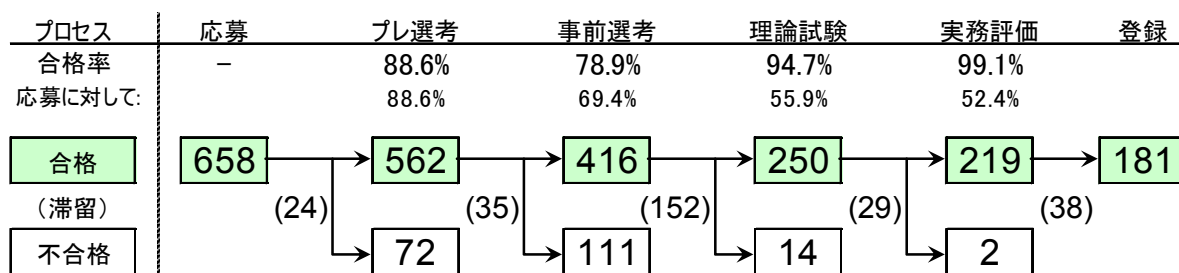 プロセス 応募 プレ選考 事前選考 理論試験 実務評価 登録
合格率 － 88.6% 78.9% 94.7% 99.1%
応募に対して: 88.6% 69.4% 55.9% 52.4%
合格 658 562 416 250 219 181
（滞留） (24) (35) (152) (29) (38)
不合格 72 111 14 2